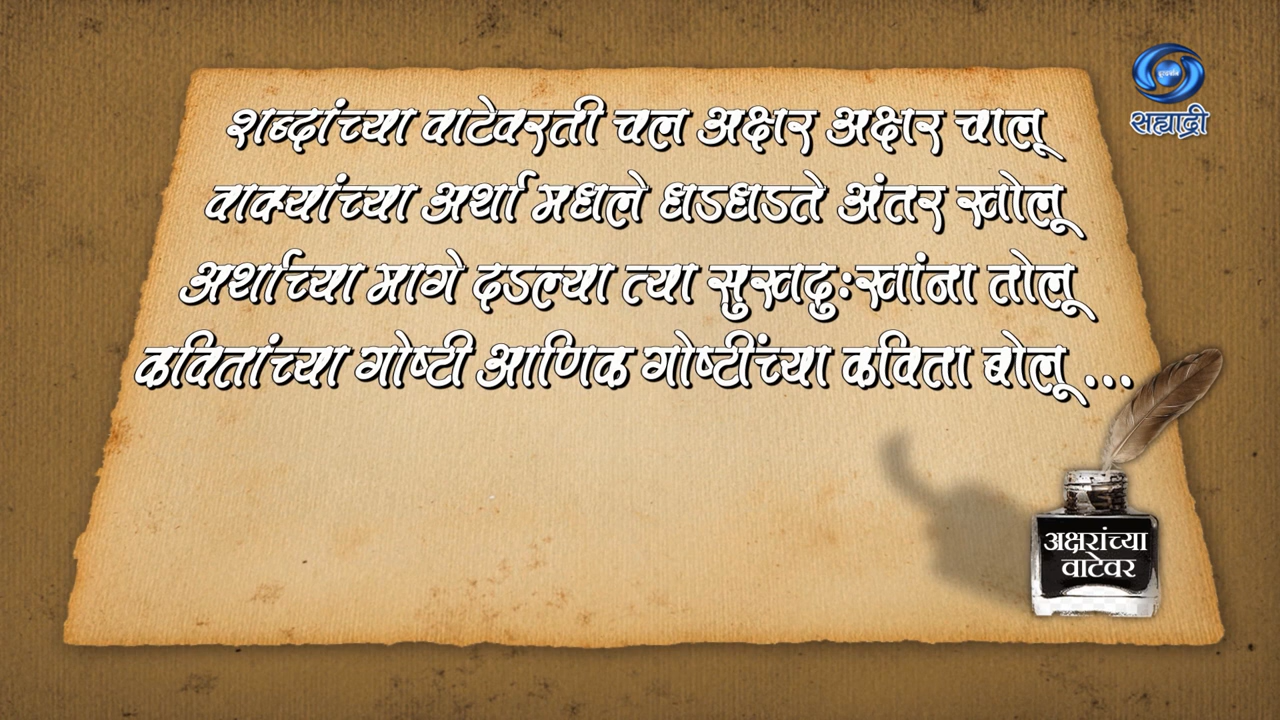 सह्याद्री
शब्दांच्या वाटेवरती चल अक्षर अक्षर चालू
वाक्यांच्या अर्था मधले धडधडते अंतर खोलू
अर्थाच्या मागे दडल्या त्या सुखदुःखांना तोलू
कवितांच्या गोष्टी आणिक गोष्टींच्या कविता बोलू ...
अक्षरांच्या
वाटेवर